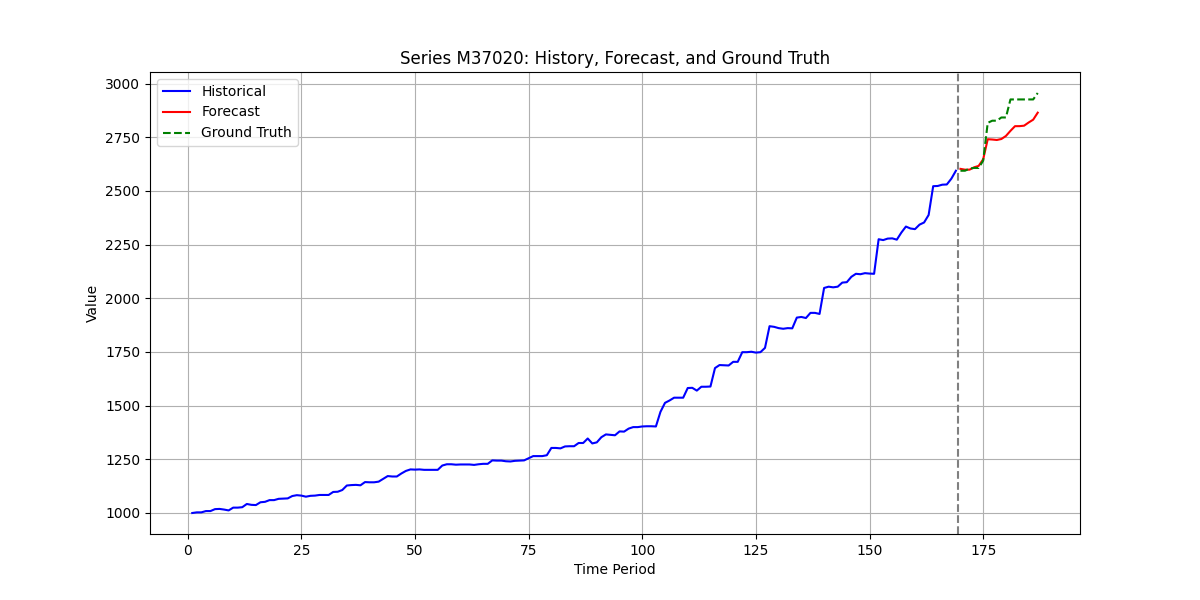 Series M37020: History, Forecast, and Ground Truth
Historical
Forecast
Ground Truth
3000
2750
2500
2250
2000
1750
1500
1250
1000
Value
0
25
50
75
100
125
150
175
Time Period